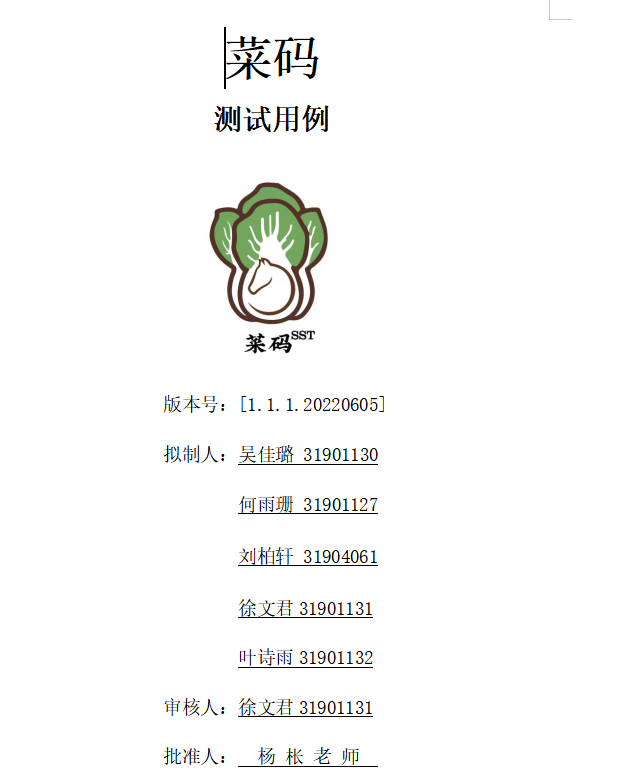 菜码
测试用例
菜码SST
版本号：[1.1.1.20220605]
拟制人：吴佳璐 31901130
何雨珊 31901127
刘柏轩 31904061
徐文君 31901131
叶诗雨 31901132
审核人：徐文君 31901131
批准人： 杨 枨 老 师